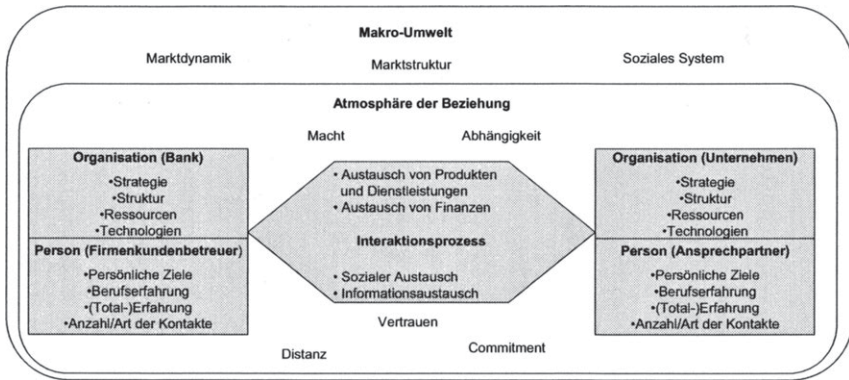 Makro-Umwelt
Marktdynamik
Marktstruktur
Soziales System
Atmosphäre der Beziehung
Macht
Abhängigkeit
Organisation (Bank)
•Strategie
•Struktur
•Ressourcen
•Technologien
Person (Firmenkundenbetreuer)
•Persönliche Ziele
•Berufserfahrung
•(Total-)Erfahrung
•Anzahl/Art der Kontakte
• Austausch von Produkten
und Dienstleistungen
• Austausch von Finanzen
Interaktionsprozess
• Sozialer Austausch
• Informationsaustausch
Organisation (Unternehmen)
•Strategie
•Struktur
•Ressourcen
•Technologien
Person (Ansprechpartner)
•Persönliche Ziele
•Berufserfahrung
•(Total-)Erfahrung
•Anzahl/Art der Kontakte
Vertrauen
Distanz
Commitment